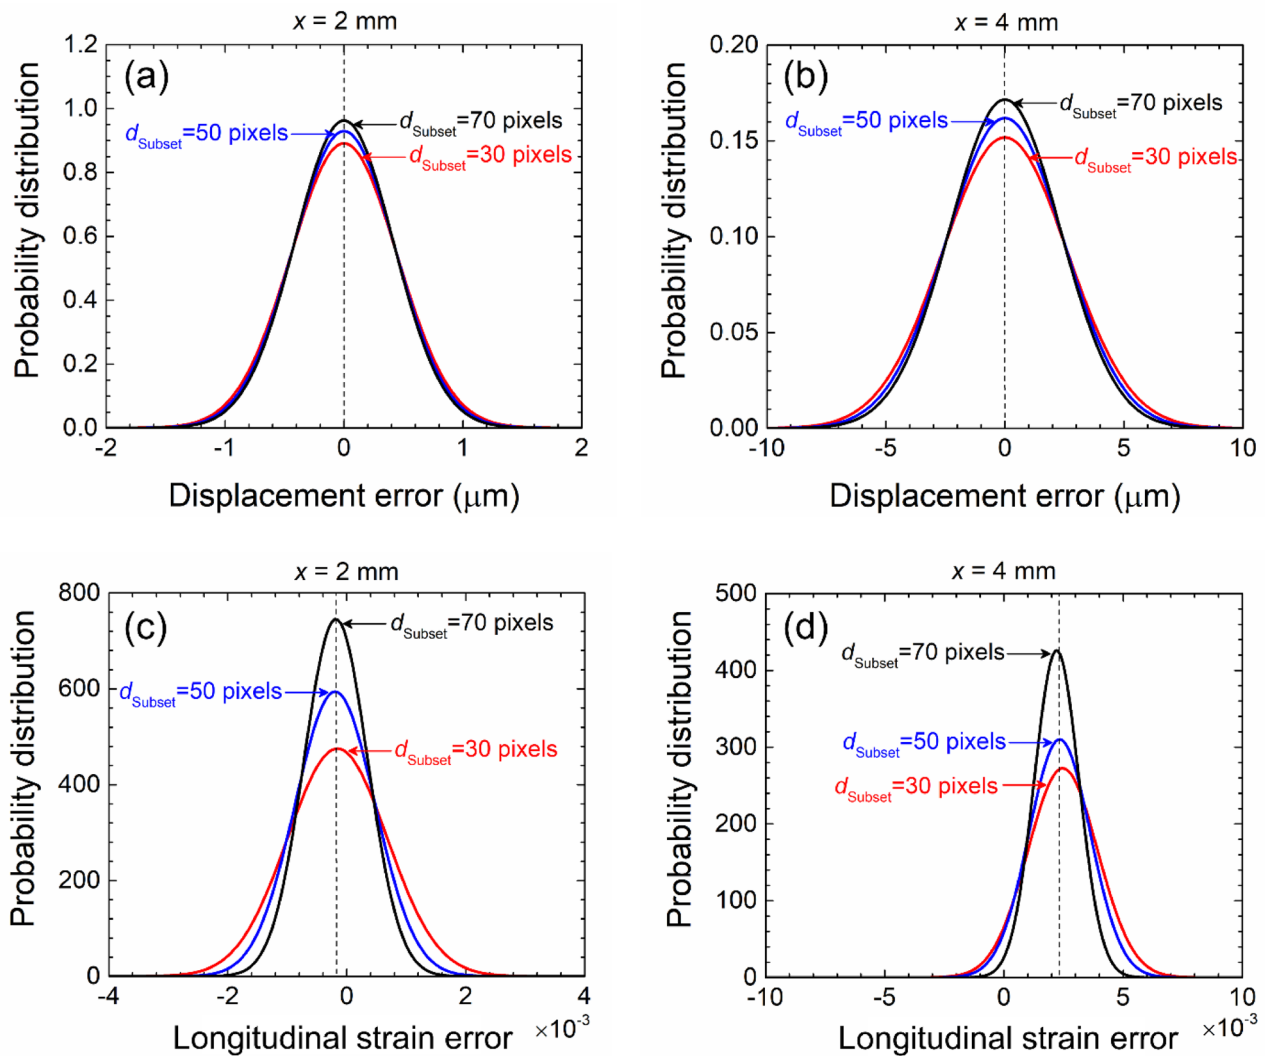 x = 2 mm
(a)
1.2
1.0
0.8
0.6
0.4
0.2
0.0
Probability distribution
dSubset=70 pixels
dSubset=50 pixels
dSubset=30 pixels
-2 -1 0 1 2
Displacement error (μm)
x = 4 mm
(b)
0.20
0.15
0.10
0.05
0.00
Probability distribution
dSubset=70 pixels
dSubset=50 pixels
dSubset=30 pixels
-10 -5 0 5 10
Displacement error (μm)
x = 2 mm
(c)
800
600
400
200
0
Probability distribution
dSubset=70 pixels
dSubset=50 pixels
dSubset=30 pixels
-4 -2 0 2 4
Longitudinal strain error ×10-3
x = 4 mm
(d)
500
400
300
200
100
0
Probability distribution
dSubset=70 pixels
dSubset=50 pixels
dSubset=30 pixels
-10 -5 0 5 10
Longitudinal strain error ×10-3